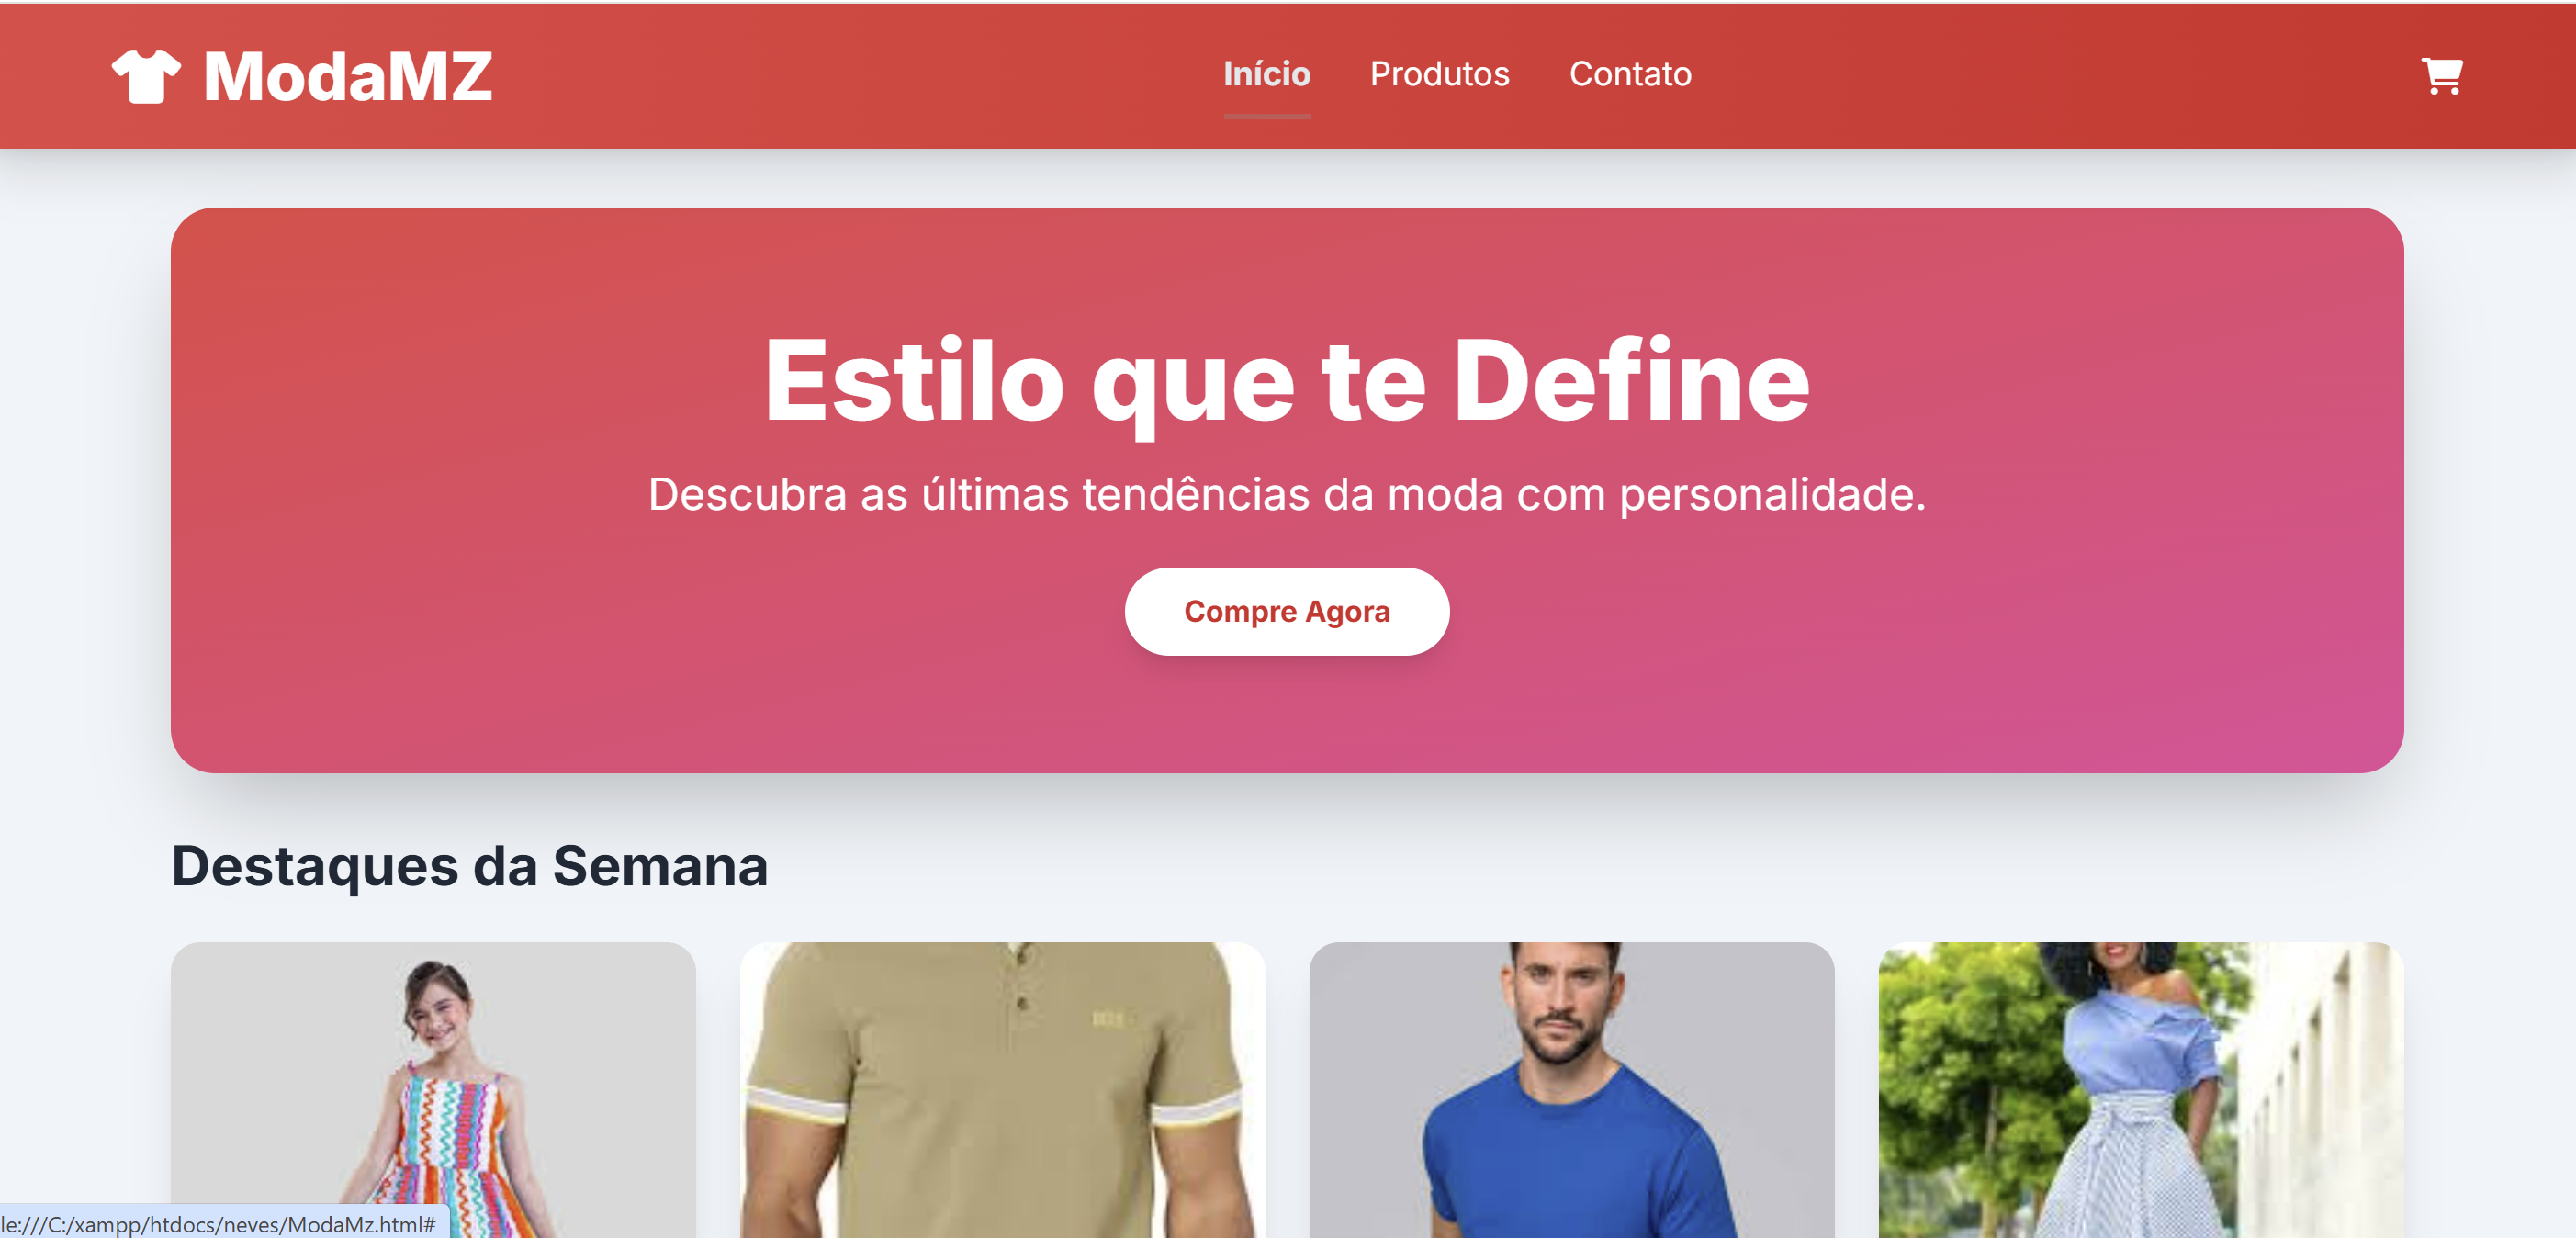 ModaMZ
Início Produtos Contato
Estilo que te Define
Descubra as últimas tendências da moda com personalidade.
Compre Agora
Destaques da Semana
le:///C:/xampp/htdocs/neves/ModaMz.html#